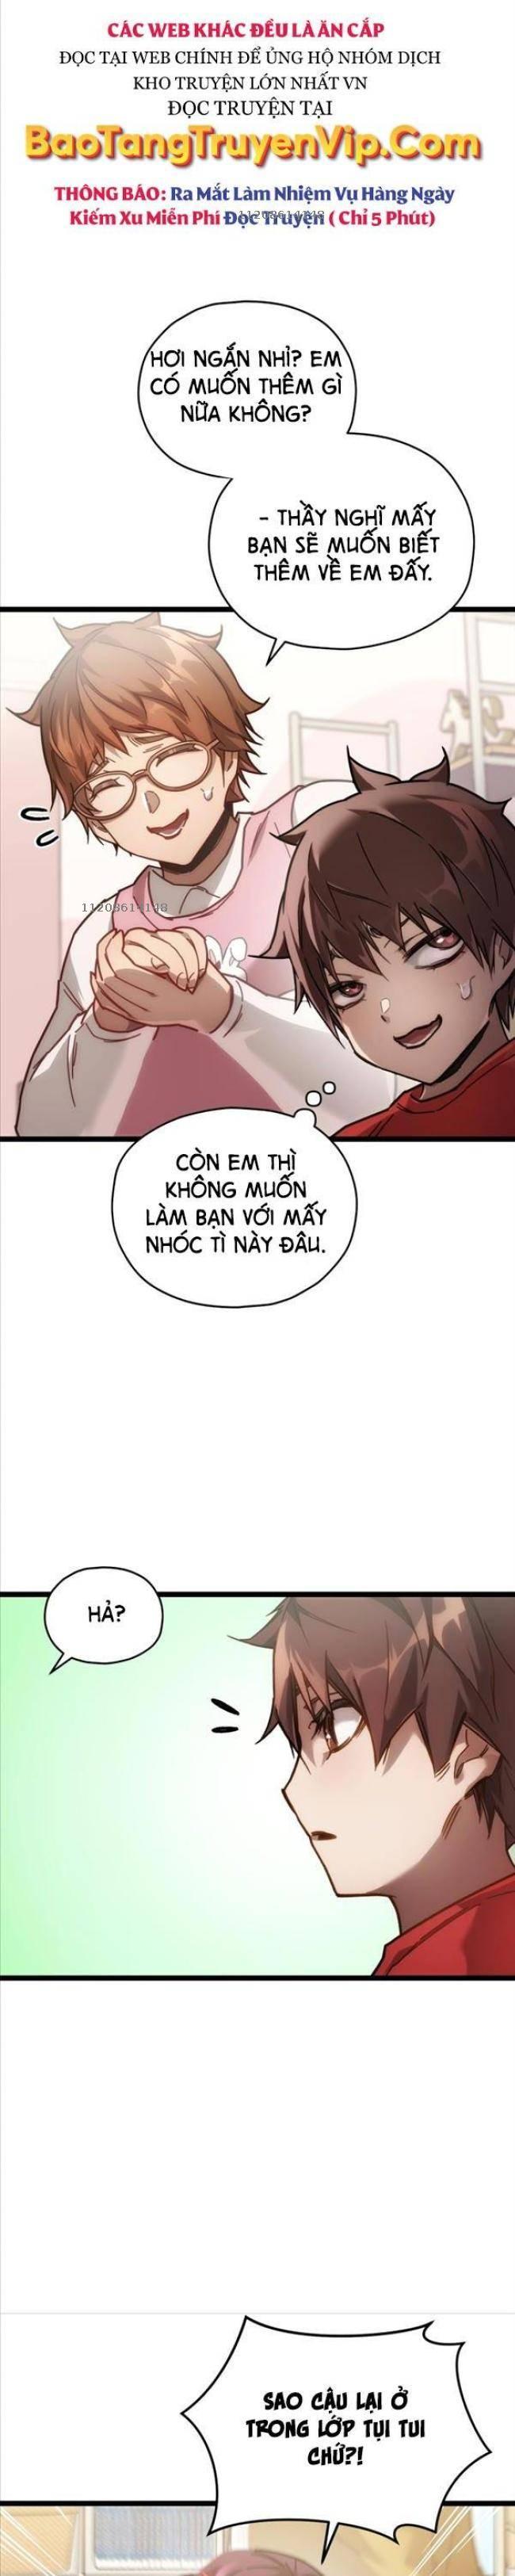 CÁC WEB KHÁC ĐỀU LÀ ĂN CẮP
ĐỌC TẠI WEB CHÍNH ĐỂ ỦNG HỘ NHÓM DỊCH
KHO TRUYỆN LỚN NHẤT VN
ĐỌC TRUYỆN TẠI
BaoTangTruyenVip.Com
THÔNG BÁO: Ra Mắt Làm Nhiệm Vụ Hàng Ngày
Kiếm Xu Miễn Phí Đọc Truyện ( Chỉ 5 Phút)
11208614148
HƠI NGẮN NHỈ? EM
CÓ MUỐN THÊM GÌ
NỮA KHÔNG?
- THẦY NGHĨ MẤY
BẠN SẼ MUỐN BIẾT
THÊM VỀ EM ĐẤY.
11208614148
CÒN EM THÌ
KHÔNG MUỐN
LÀM BẠN VỚI MẤY
NHÓC TÌ NÀY ĐÂU.
HẢ?
SAO CẬU LẠI Ở
TRONG LỚP TỤI TUI
CHỨ?!